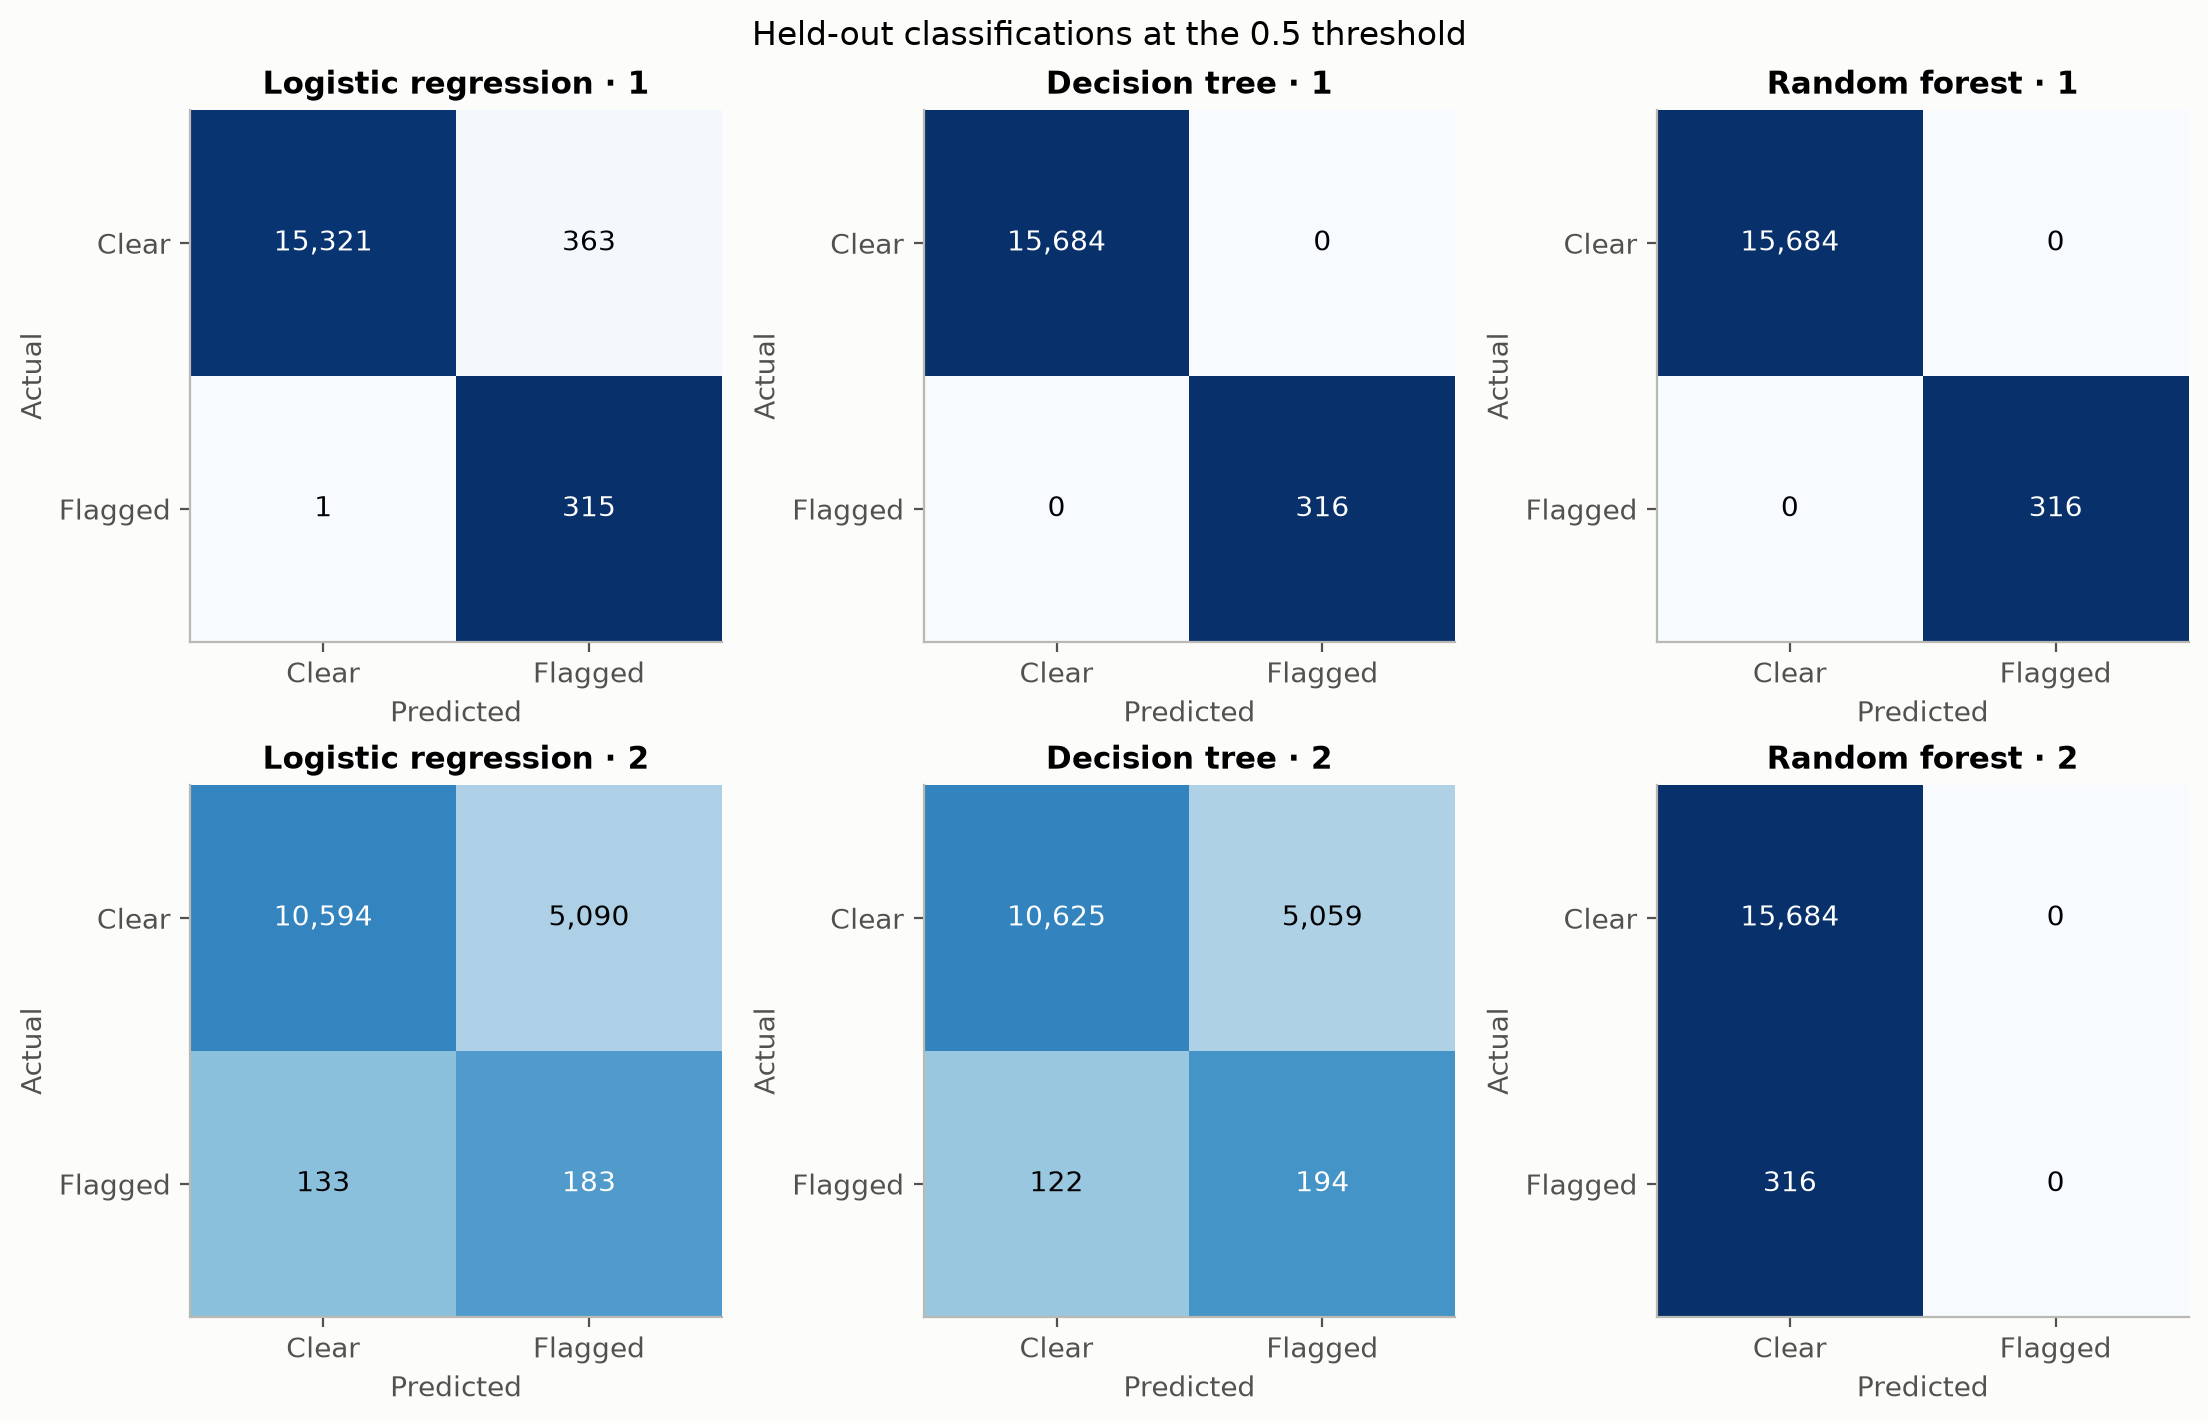 Held-out classifications at the 0.5 threshold
Logistic regression · 1
Actual
Clear
15,321
363
Flagged
1
315
Clear
Flagged
Predicted
Decision tree · 1
Actual
Clear
15,684
0
Flagged
0
316
Clear
Flagged
Predicted
Random forest · 1
Actual
Clear
15,684
0
Flagged
0
316
Clear
Flagged
Predicted
Logistic regression · 2
Actual
Clear
10,594
5,090
Flagged
133
183
Clear
Flagged
Predicted
Decision tree · 2
Actual
Clear
10,625
5,059
Flagged
122
194
Clear
Flagged
Predicted
Random forest · 2
Actual
Clear
15,684
0
Flagged
316
0
Clear
Flagged
Predicted